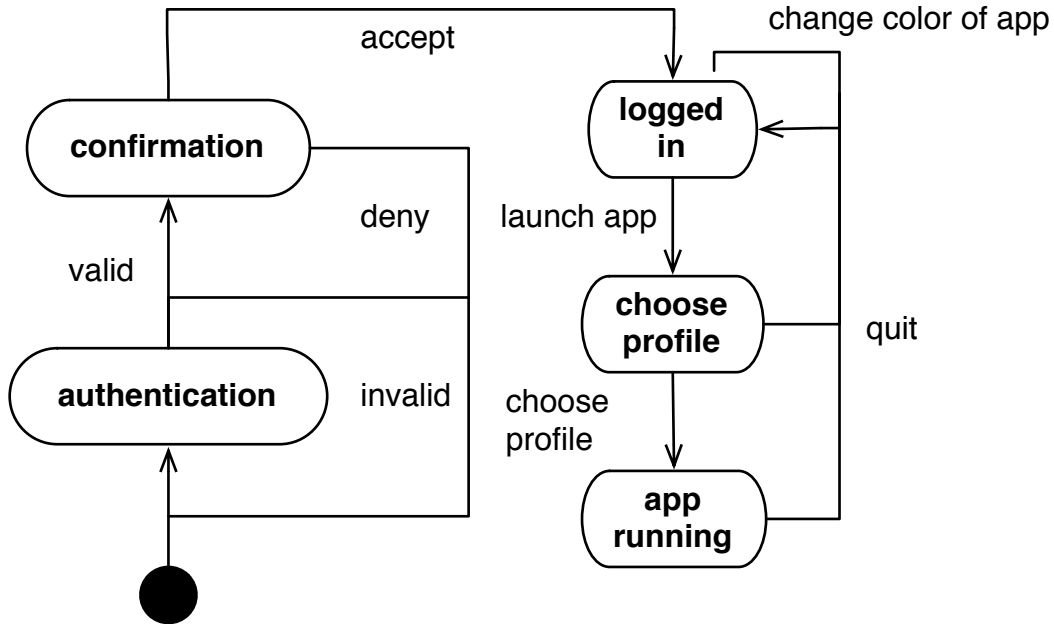 change color of app
accept
logged
in
confirmation
deny
launch app
valid
choose
profile
quit
authentication
invalid
choose
profile
app
running